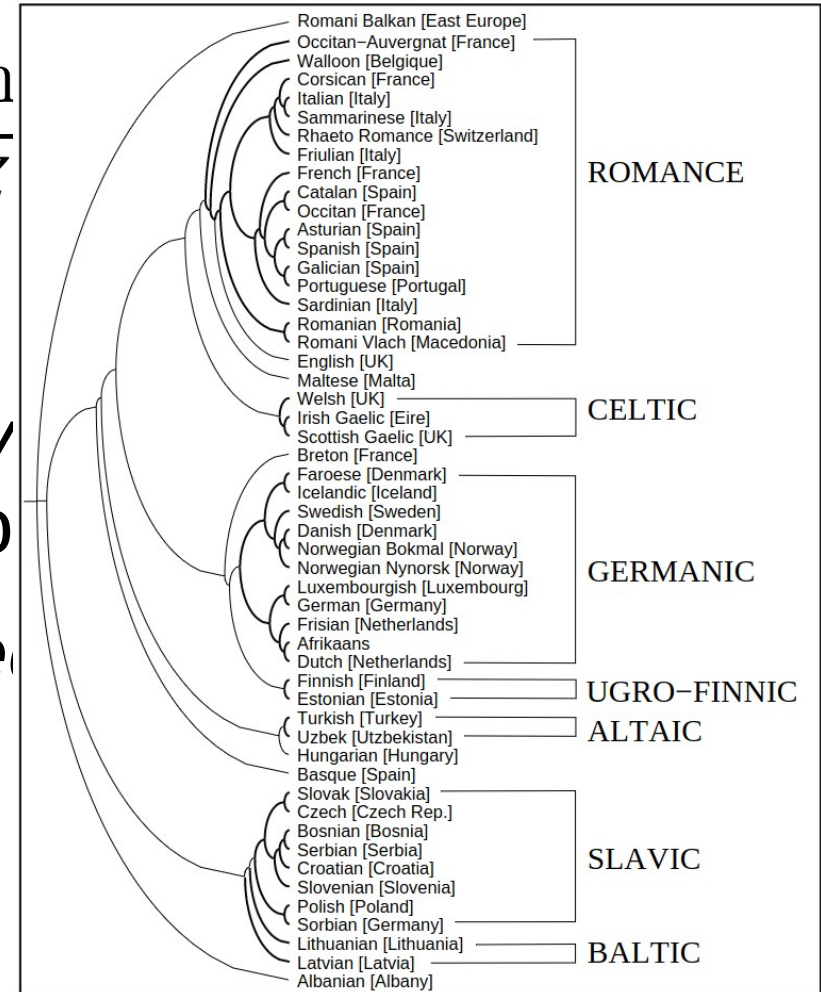 Romani Balkan [East Europe]
Occitan−Auvergnat [France]
Walloon [Belgique]
Corsican [France]
Italian [Italy]
Sammarinese [Italy]
Rhaeto Romance [Switzerland]
Friulian [Italy]
French [France]
Catalan [Spain]
Occitan [France]
Asturian [Spain]
Spanish [Spain]
Galician [Spain]
Portuguese [Portugal]
Sardinian [Italy]
Romanian [Romania]
Romani Vlach [Macedonia]
ROMANCE
English [UK]
Maltese [Malta]
Welsh [UK]
Irish Gaelic [Eire]
Scottish Gaelic [UK]
CELTIC
Breton [France]
Faroese [Denmark]
Icelandic [Iceland]
Swedish [Sweden]
Danish [Denmark]
Norwegian Bokmal [Norway]
Norwegian Nynorsk [Norway]
Luxembourgish [Luxembourg]
German [Germany]
Frisian [Netherlands]
Afrikaans
Dutch [Netherlands]
GERMANIC
Finnish [Finland]
Estonian [Estonia]
UGRO−FINNIC
Turkish [Turkey]
Uzbek [Utzbekistan]
ALTAIC
Hungarian [Hungary]
Basque [Spain]
Slovak [Slovakia]
Czech [Czech Rep.]
Bosnian [Bosnia]
Serbian [Serbia]
Croatian [Croatia]
Slovenian [Slovenia]
Polish [Poland]
Sorbian [Germany]
SLAVIC
Lithuanian [Lithuania]
Latvian [Latvia]
BALTIC
Albanian [Albany]